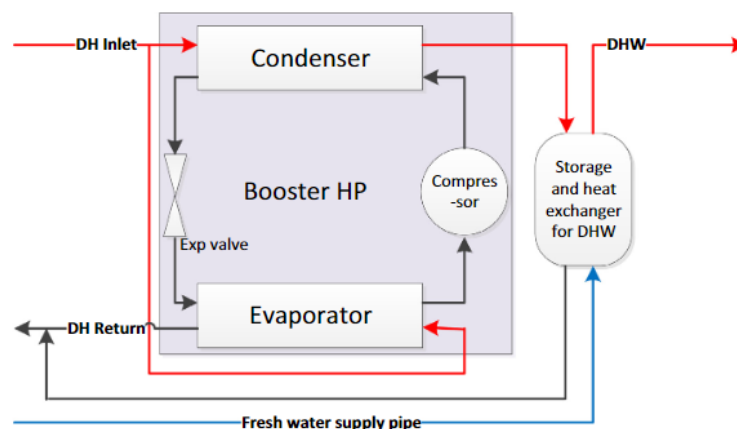 DH Inlet
DHW
Condenser
Booster HP
Compres
-sor
Storage
and heat
exchanger
for DHW
Exp valve
Evaporator
DH Return
Fresh water supply pipe